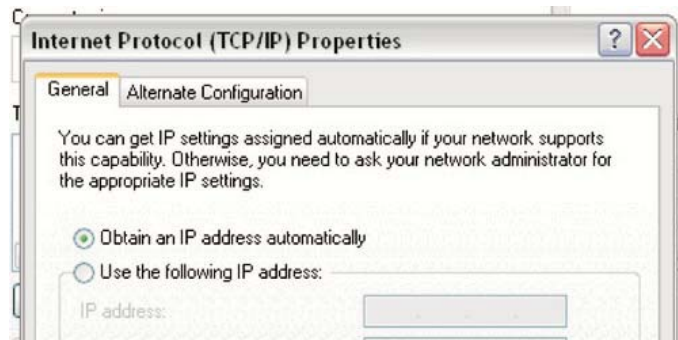 Internet Protocol (TCP/IP) Properties
General
Alternate Configuration
You can get IP settings assigned automatically if your network supports
this capability. Otherwise, you need to ask your network administrator for
the appropriate IP settings.
Obtain an IP address automatically
Use the following IP address:
IP address: